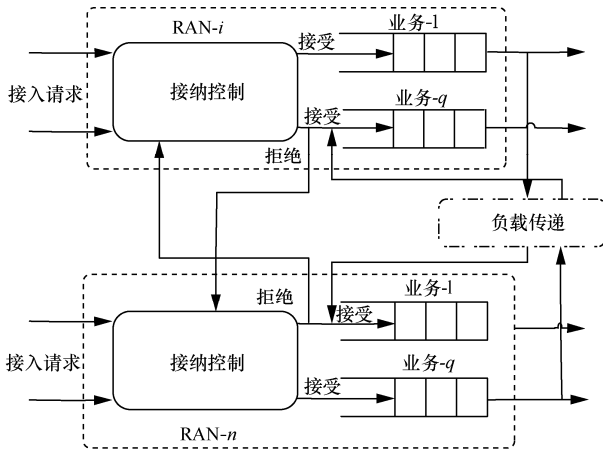 RAN-i
业务-l
接受
接入请求
接纳控制
业务-q
接受
拒绝
负载传递
业务-l
拒绝
接受
接入请求
接纳控制
业务-q
接受
RAN-n